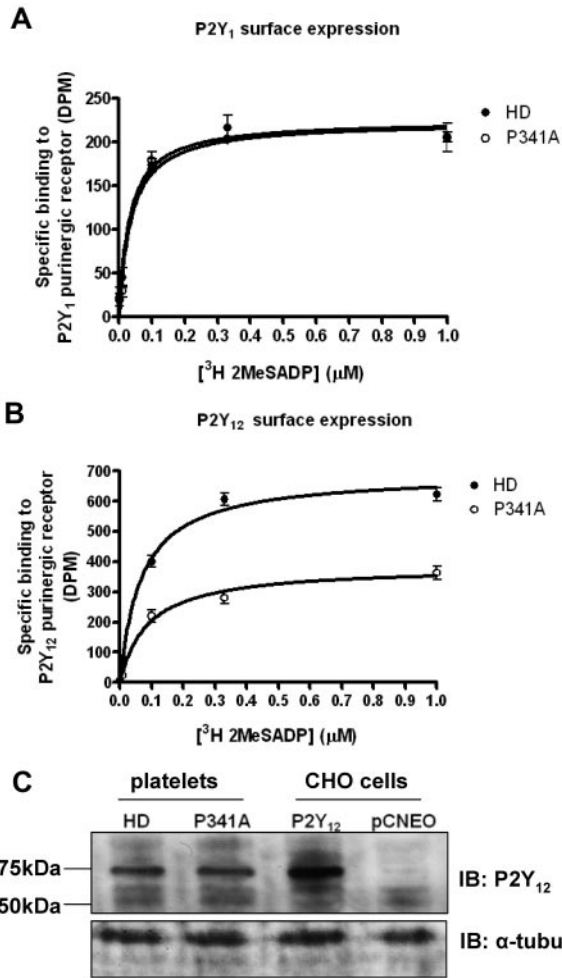 A
P2Y1 surface expression
Specific binding to
P2Y1 purinergic receptor (DPM)
250
200
150
100
50
0
0.0 0.1 0.2 0.3 0.4 0.5 0.6 0.7 0.8 0.9 1.0
[3H 2MeSADP] (μM)
HD
P341A
B
P2Y12 surface expression
Specific binding to
P2Y12 purinergic receptor
(DPM)
700
600
500
400
300
200
100
0
0.0 0.1 0.2 0.3 0.4 0.5 0.6 0.7 0.8 0.9 1.0
[3H 2MeSADP] (μM)
HD
P341A
C
platelets CHO cells
HD P341A P2Y12 pCNEO
75kDa
50kDa
IB: P2Y12
IB: α-tubu